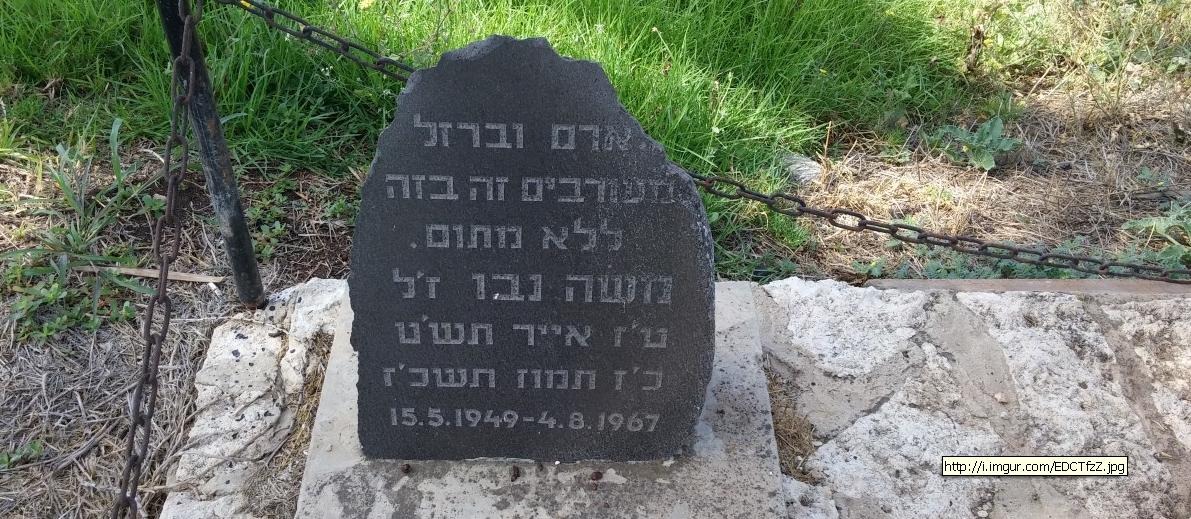 אדם וברזל
מעורבים זה בזה
ללא מתום.
משה נבו ז'ל
ט'ז אייר תש'ט
כ'ז תמוז תשכ'ז
15.5.1949-4.8.1967
http://i.imgur.com/EDCTfzZ.jpg